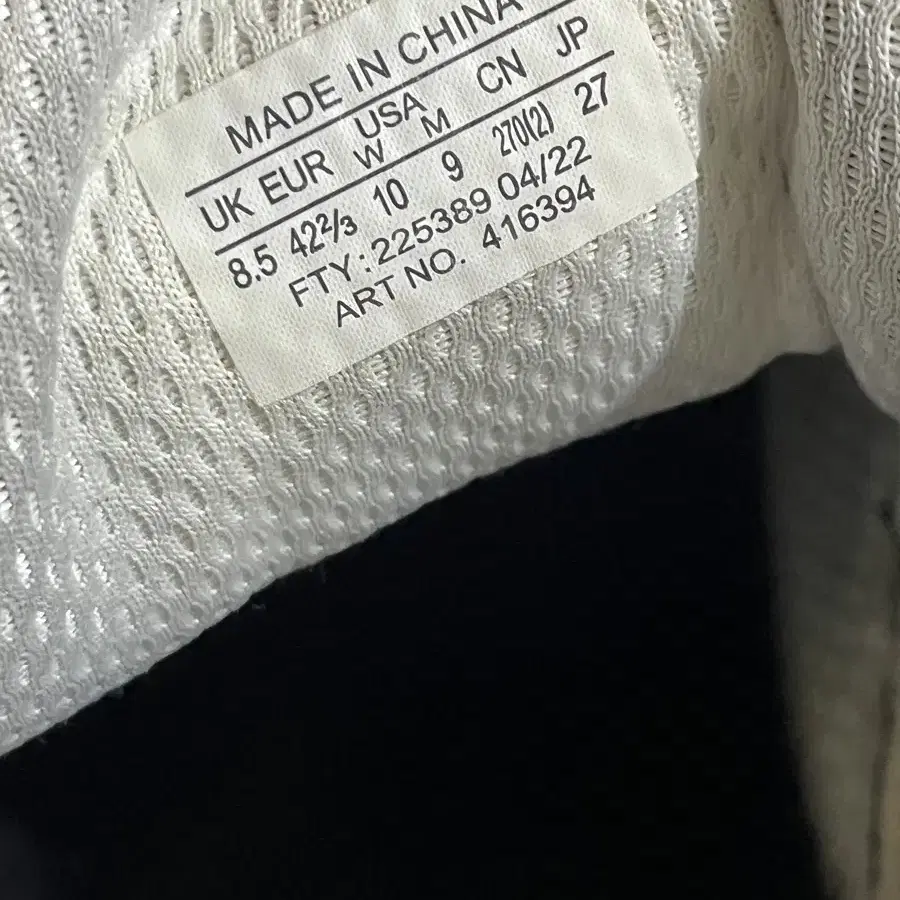 MADE IN CHINA
UK EUR USA CN JP
W M
8.5 42⅔ 10 9 270(2) 27
FTY: 225389 04/22
ART NO. 416394